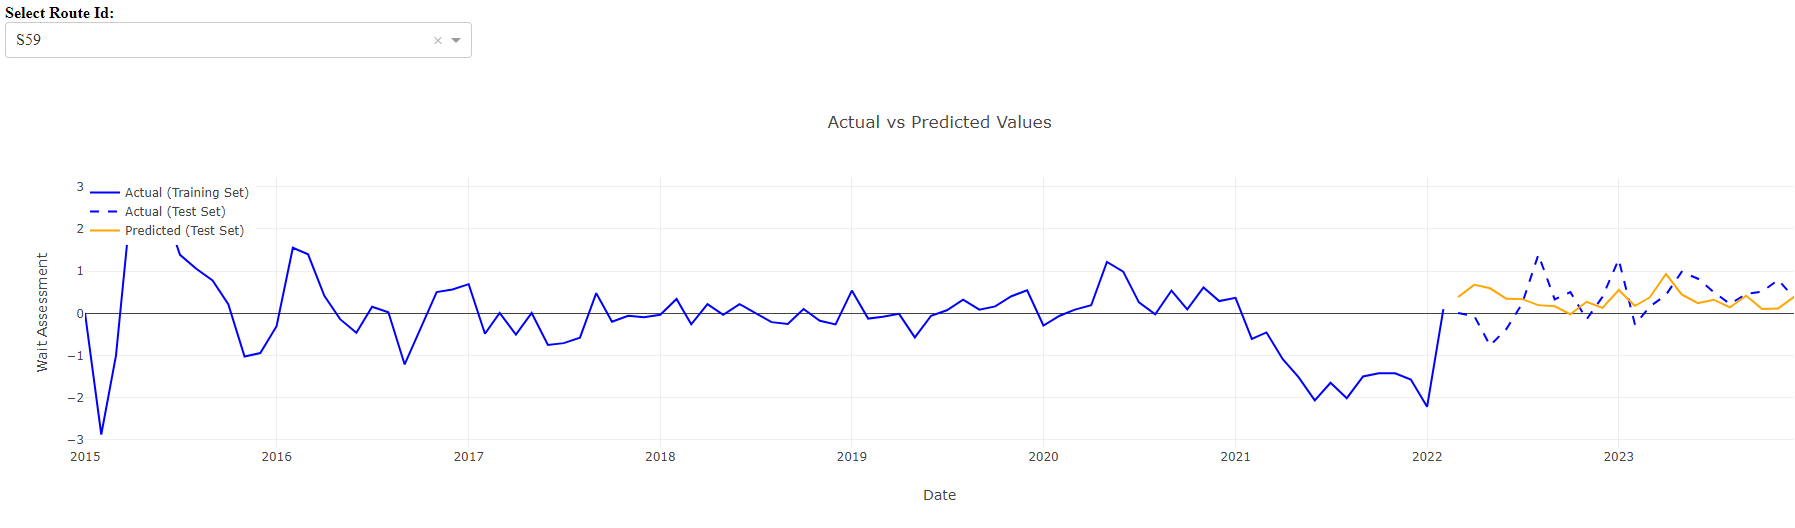 Select Route Id:
S59
Actual vs Predicted Values
Actual (Training Set)
Actual (Test Set)
Predicted (Test Set)
Wait Assessment
3
2
1
0
−1
−2
−3
2015 2016 2017 2018 2019 2020 2021 2022 2023
Date